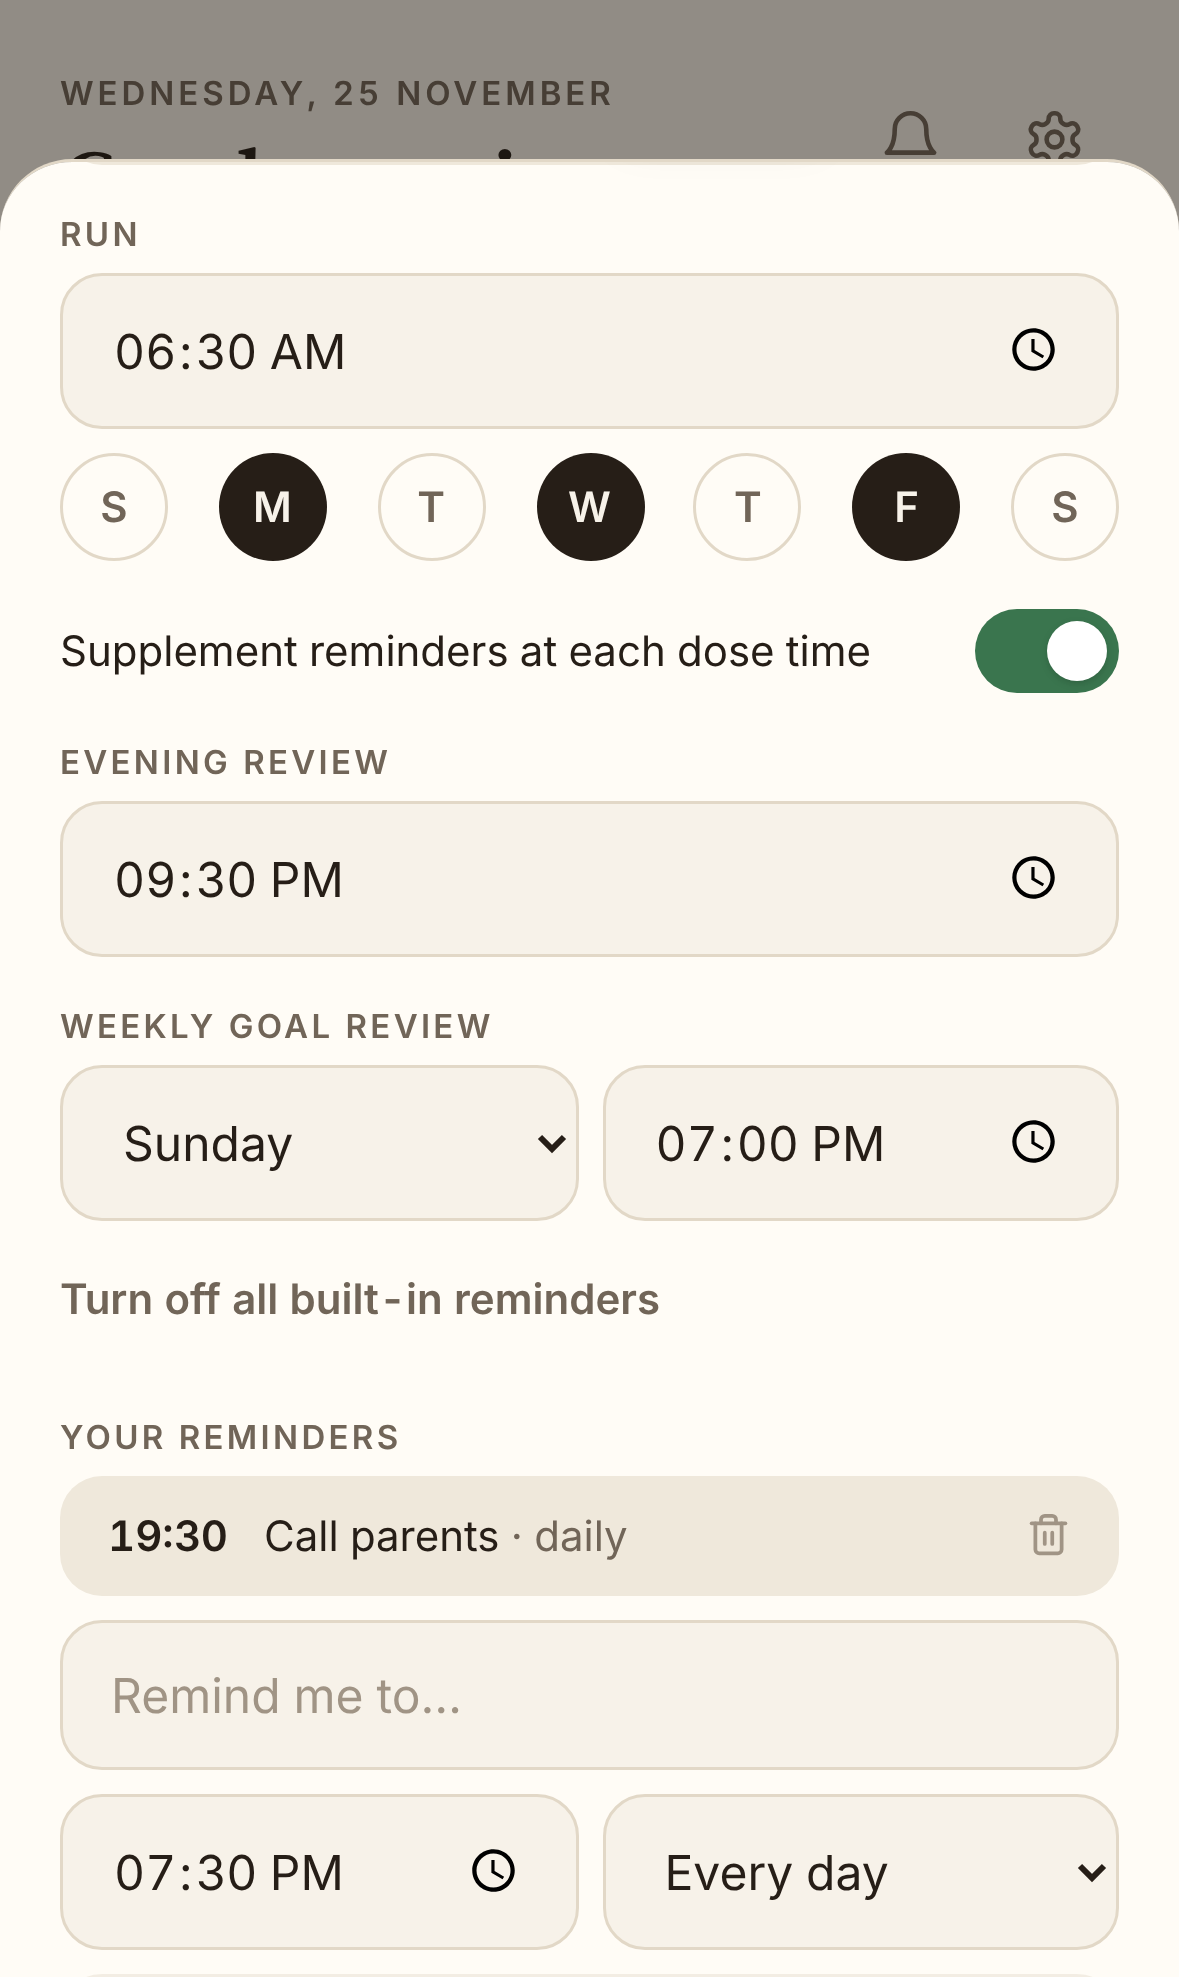 WEDNESDAY, 25 NOVEMBER
RUN
06:30 AM
S M T W T F S
Supplement reminders at each dose time
EVENING REVIEW
09:30 PM
WEEKLY GOAL REVIEW
Sunday 07:00 PM
Turn off all built-in reminders
YOUR REMINDERS
19:30 Call parents · daily
Remind me to...
07:30 PM Every day